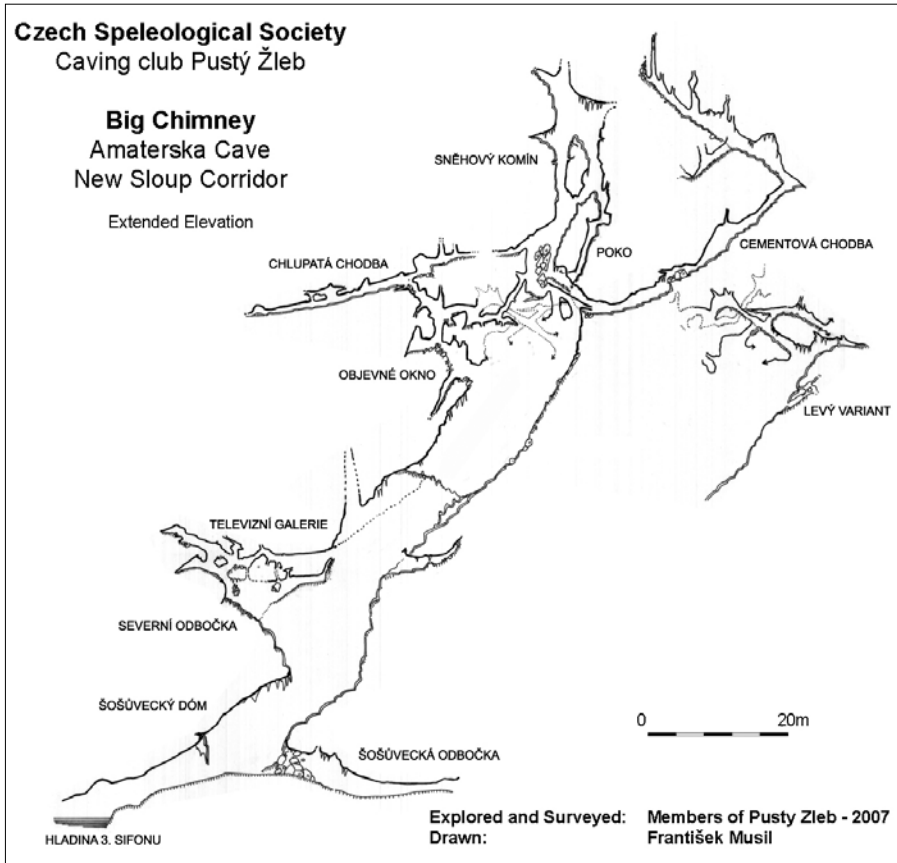 Czech Speleological Society
Caving club Pustý Žleb
Big Chimney
Amaterska Cave
New Sloup Corridor
Extended Elevation
SNĚHOVÝ KOMÍN
POKO
CEMENTOVÁ CHODBA
CHLUPATÁ CHODBA
OBJEVNÉ OKNO
LEVÝ VARIANT
TELEVIZNÍ GALERIE
SEVERNÍ ODBOČKA
ŠOŠŮVECKÝ DÓM
0 20m
ŠOŠŮVECKÁ ODBOČKA
Explored and Surveyed: Members of Pusty Zleb - 2007
Drawn: František Musil
HLADINA 3. SIFONU